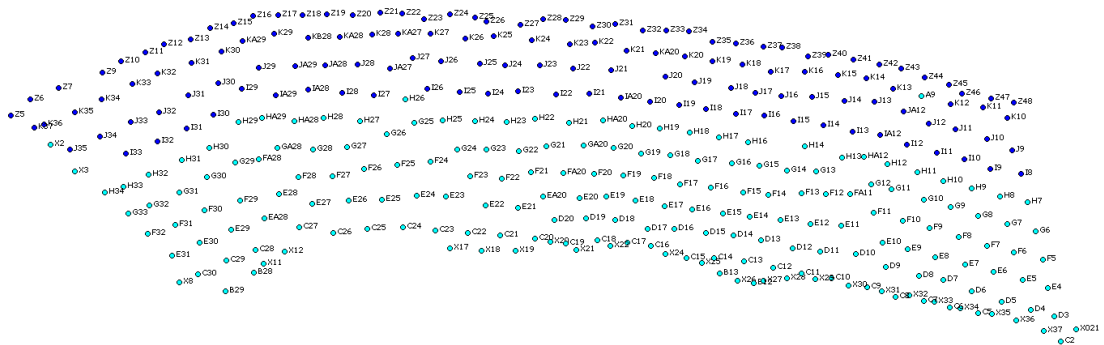 Z14 Z15 Z16 Z17 Z18 Z19 Z20 Z21 Z22 Z23 Z24 Z25 Z26 Z27 Z28 Z29 Z30 Z31 Z32 Z33 Z34 Z35 Z36 Z37 Z38 Z39 Z40 Z41 Z42 Z43 Z44 Z45 Z46 Z47 Z48
Z5 Z6 Z7 Z9 Z10 Z11 Z12 Z13
K36 K35 K34 K33 K32 K31 K30 KA29 K29 KB28 KA28 K28 KA27 K27 K26 K25 K24 K23 K22 K21 KA20 K20 K19 K18 K17 K16 K15 K14 K13 K12 K11 K10
J35 J34 J33 J32 J31 J30 J29 JA29 JA28 J28 JA27 J27 J26 J25 J24 J23 J22 J21 J20 J19 J18 J17 J16 J15 J14 J13 JA12 J12 J11 J10 J9
I33 I32 I31 I30 I29 IA29 IA28 I28 I27 I26 I25 I24 I23 I22 I21 IA20 I20 I19 I18 I17 I16 I15 I14 I13 IA12 I12 I11 I10 I9 I8
X2 X3 H34 H33 H32 H31 H30 H29 HA29 HA28 H28 H27 H26 H25 H24 H23 H22 H21 HA20 H20 H19 H18 H17 H16 H14 H13 HA12 H12 H11 H10 H9 H8 H7 A9
G33 G32 G31 G30 G29 GA28 G28 G27 G26 G25 G24 G23 G22 G21 GA20 G20 G19 G18 G17 G16 G15 G14 G13 G12 G11 G10 G9 G8 G7 G6
F32 F31 F30 F29 FA28 F28 F27 F26 F25 F24 F23 F22 F21 FA20 F20 F19 F18 F17 F16 F15 F14 F13 F12 FA11 F11 F10 F9 F8 F7 F6 F5
E31 E30 E29 E28 EA28 E27 E26 E25 E24 E23 E22 E21 EA20 E20 E19 E18 E17 E16 E15 E14 E13 E12 E11 E10 E9 E8 E7 E6 E5 E4
D20 D19 D18 D17 D16 D15 D14 D13 D12 D11 D10 D9 D8 D7 D6 D5 D4 D3
C30 C29 C28 C27 C26 C25 C24 C23 C22 C21 C20 C19 C18 C17 C16 C15 C14 C13 C12 C11 C10 C9 C8 C7 C6 C5 C2
B29 B28 B13 B12
X8 X11 X12 X17 X18 X19 X20 X21 X22 X24 X25 X26 X27 X28 X29 X30 X31 X32 X33 X34 X35 X36 X37 X021